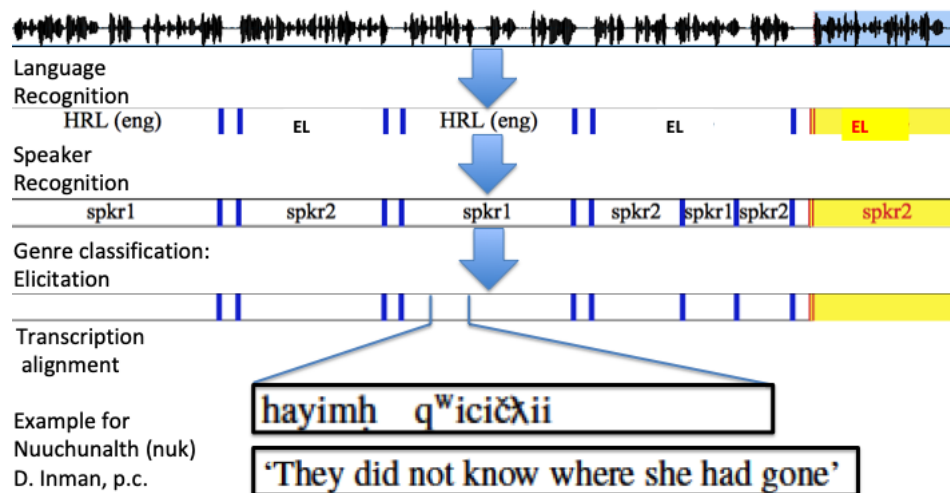 Language
Recognition
HRL (eng) EL HRL (eng) EL EL
Speaker
Recognition
spkr1 spkr2 spkr1 spkr2 spkr1 spkr2 spkr2
Genre classification:
Elicitation
Transcription
alignment
hayimḥ qʷicičƛii
Example for
Nuuchunalth (nuk)
D. Inman, p.c.
‘They did not know where she had gone’